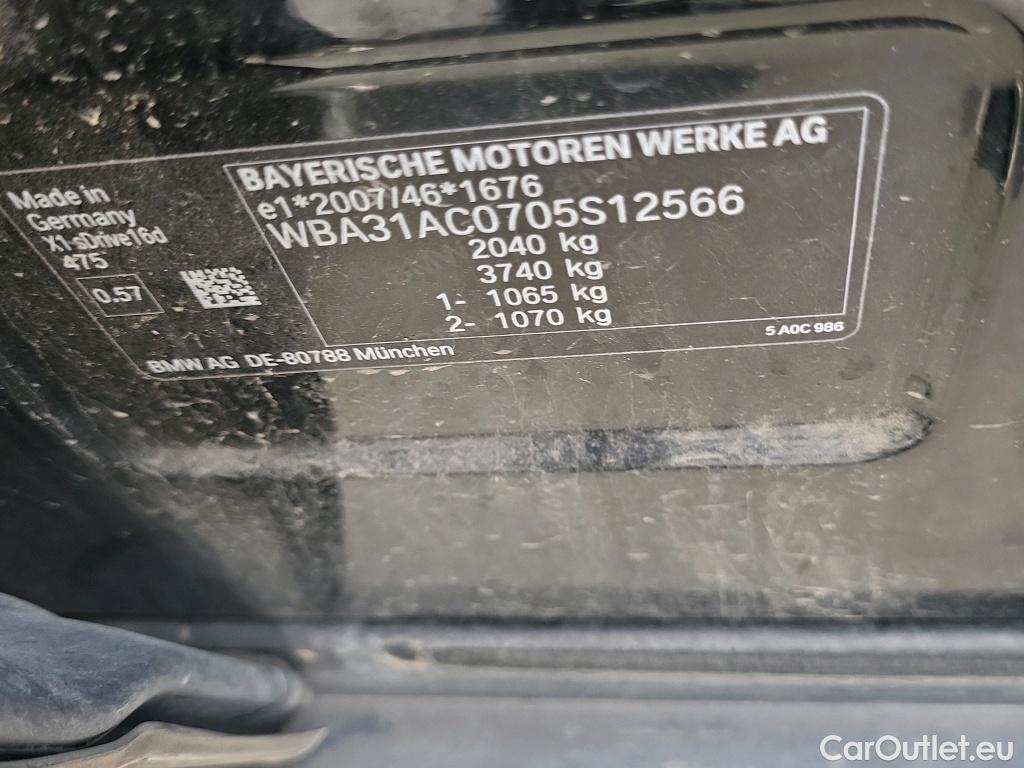 BAYERISCHE MOTOREN WERKE AG
e1*2007/46*1676
WBA31AC0705S12566
2040 kg
3740 kg
1- 1065 kg
2- 1070 kg
Made in
Germany
X1 sDrive16d
475
0.57
5 A0C 986
BMW AG DE-80788 München
CarOutlet.eu